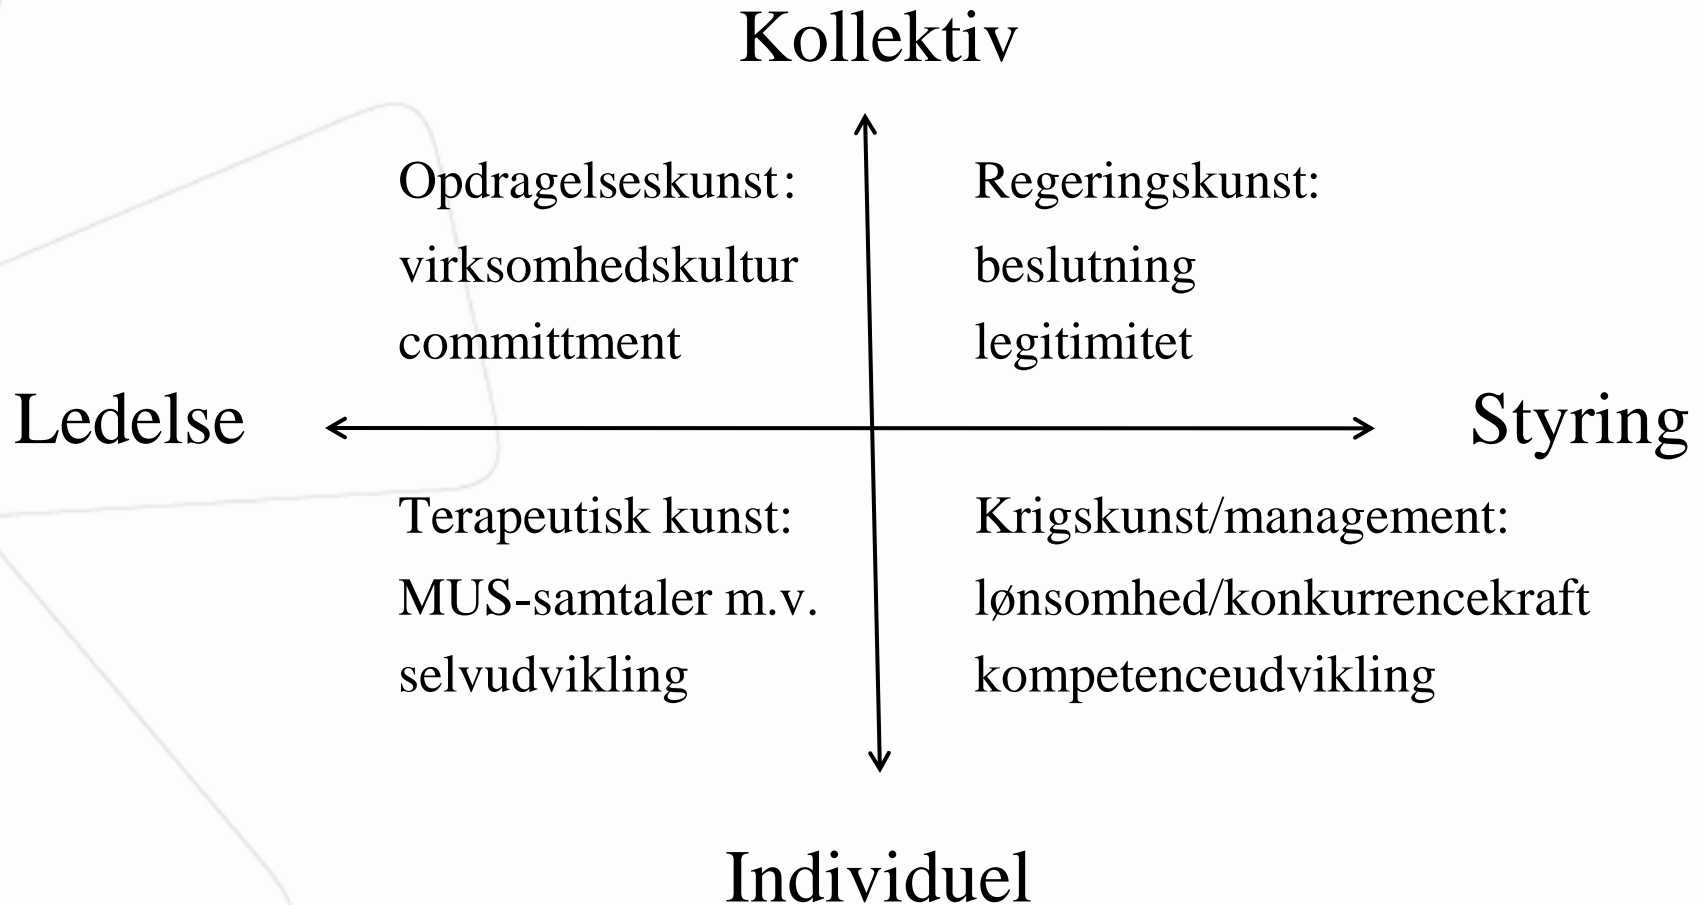 Kollektiv
Opdragelseskunst:
virksomhedskultur
committment
Regeringskunst:
beslutning
legitimitet
Ledelse
Styring
Terapeutisk kunst:
MUS-samtaler m.v.
selvudvikling
Krigskunst/management:
lønsomhed/konkurrencekraft
kompetenceudvikling
Individuel